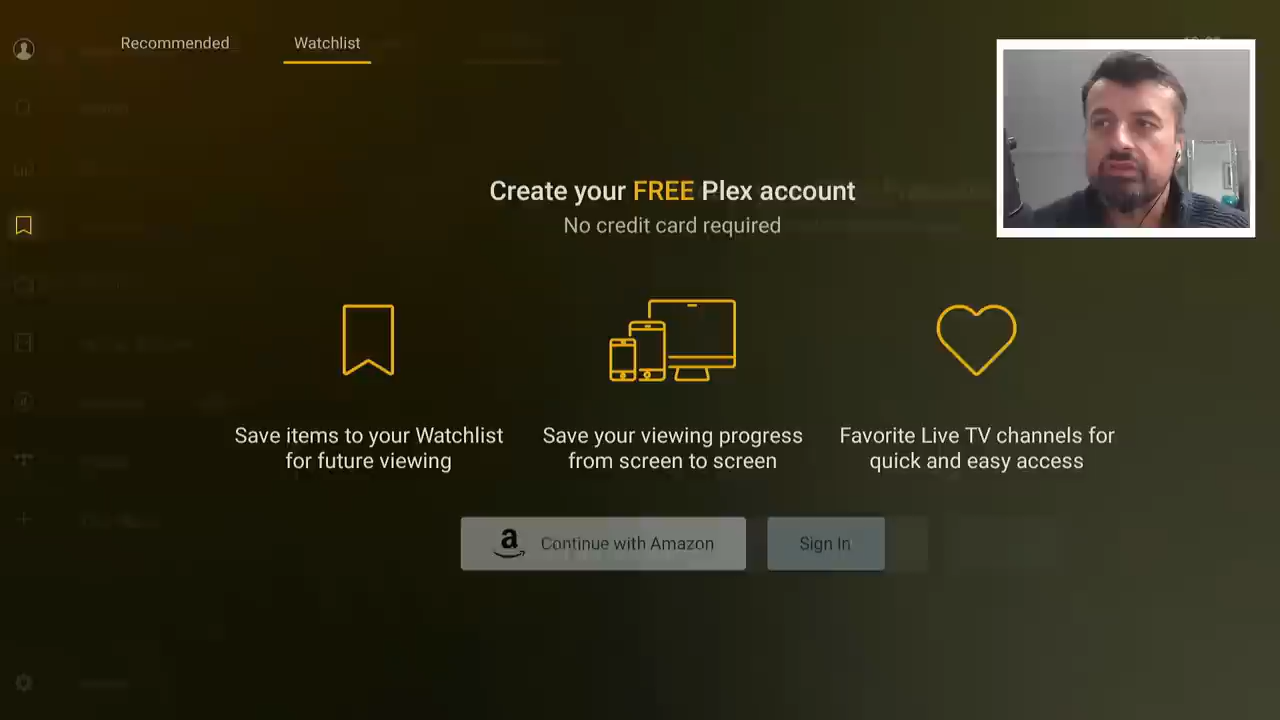 Recommended
Watchlist
Create your FREE Plex account
No credit card required
Save items to your Watchlist
for future viewing
Save your viewing progress
from screen to screen
Favorite Live TV channels for
quick and easy access
a Continue with Amazon
Sign In